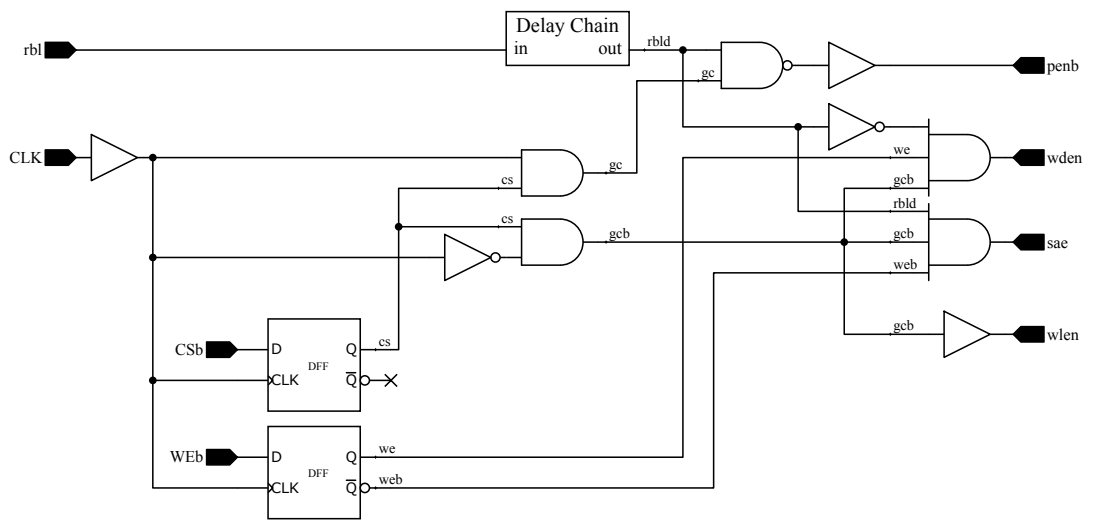 Delay Chain
rbl
in
out
rbld
gc
penb
CLK
we
wden
cs
gc
gcb
rbld
cs
gcb
gcb
sae
web
CSb
D
Q
cs
gcb
wlen
DFF
CLK
Q
WEb
D
Q
we
DFF
CLK
Q
web